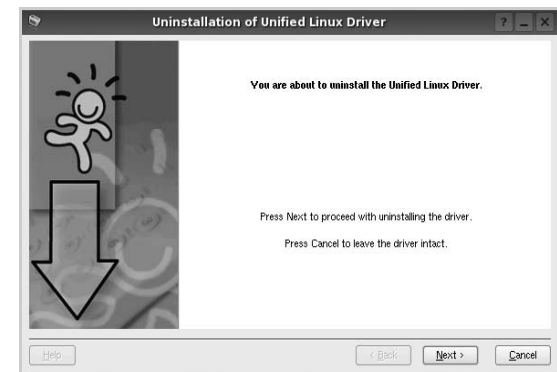 Uninstallation of Unified Linux Driver
? _ X
You are about to uninstall the Unified Linux Driver.
Press Next to proceed with uninstalling the driver.
Press Cancel to leave the driver intact.
Help
< Back
Next >
Cancel